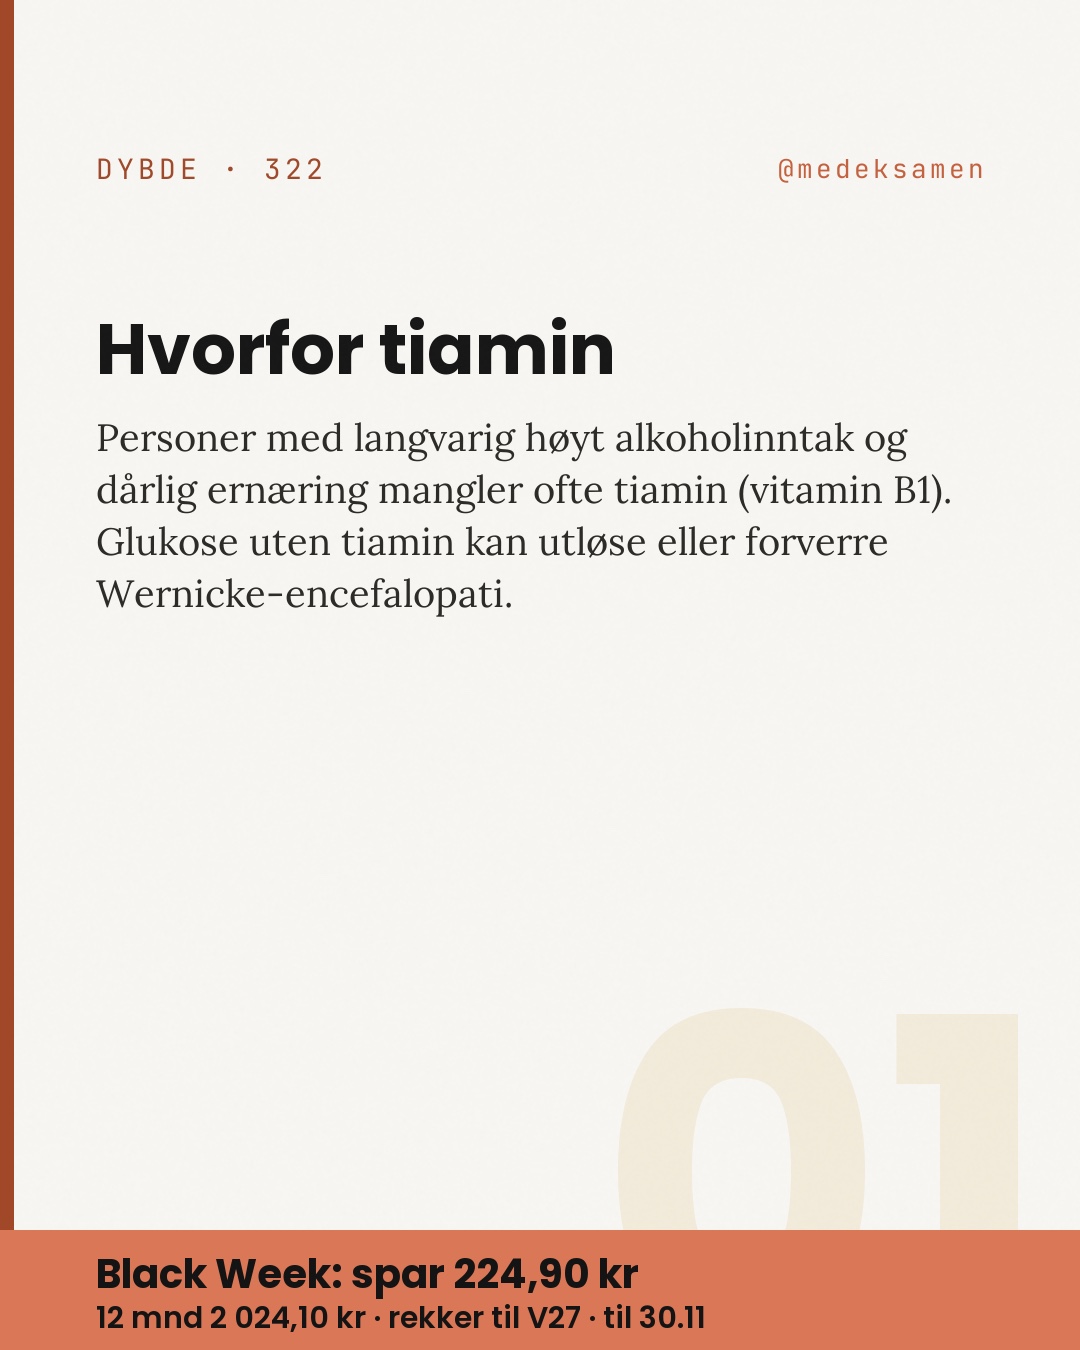 DYBDE · 322
@medeksamen
Hvorfor tiamin
Personer med langvarig høyt alkoholinntak og
dårlig ernæring mangler ofte tiamin (vitamin B1).
Glukose uten tiamin kan utløse eller forverre
Wernicke-encefalopati.
01
Black Week: spar 224,90 kr
12 mnd 2 024,10 kr · rekker til V27 · til 30.11